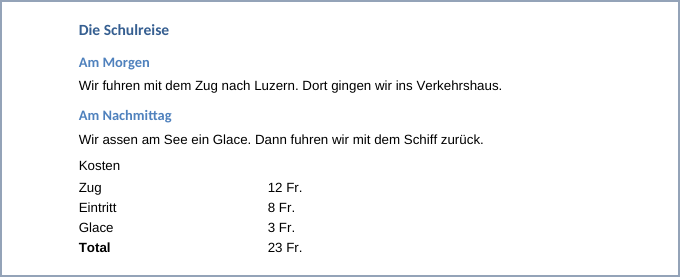 Die Schulreise
Am Morgen
Wir fuhren mit dem Zug nach Luzern. Dort gingen wir ins Verkehrshaus.
Am Nachmittag
Wir assen am See ein Glace. Dann fuhren wir mit dem Schiff zurück.
Kosten
Zug 12 Fr.
Eintritt 8 Fr.
Glace 3 Fr.
Total 23 Fr.